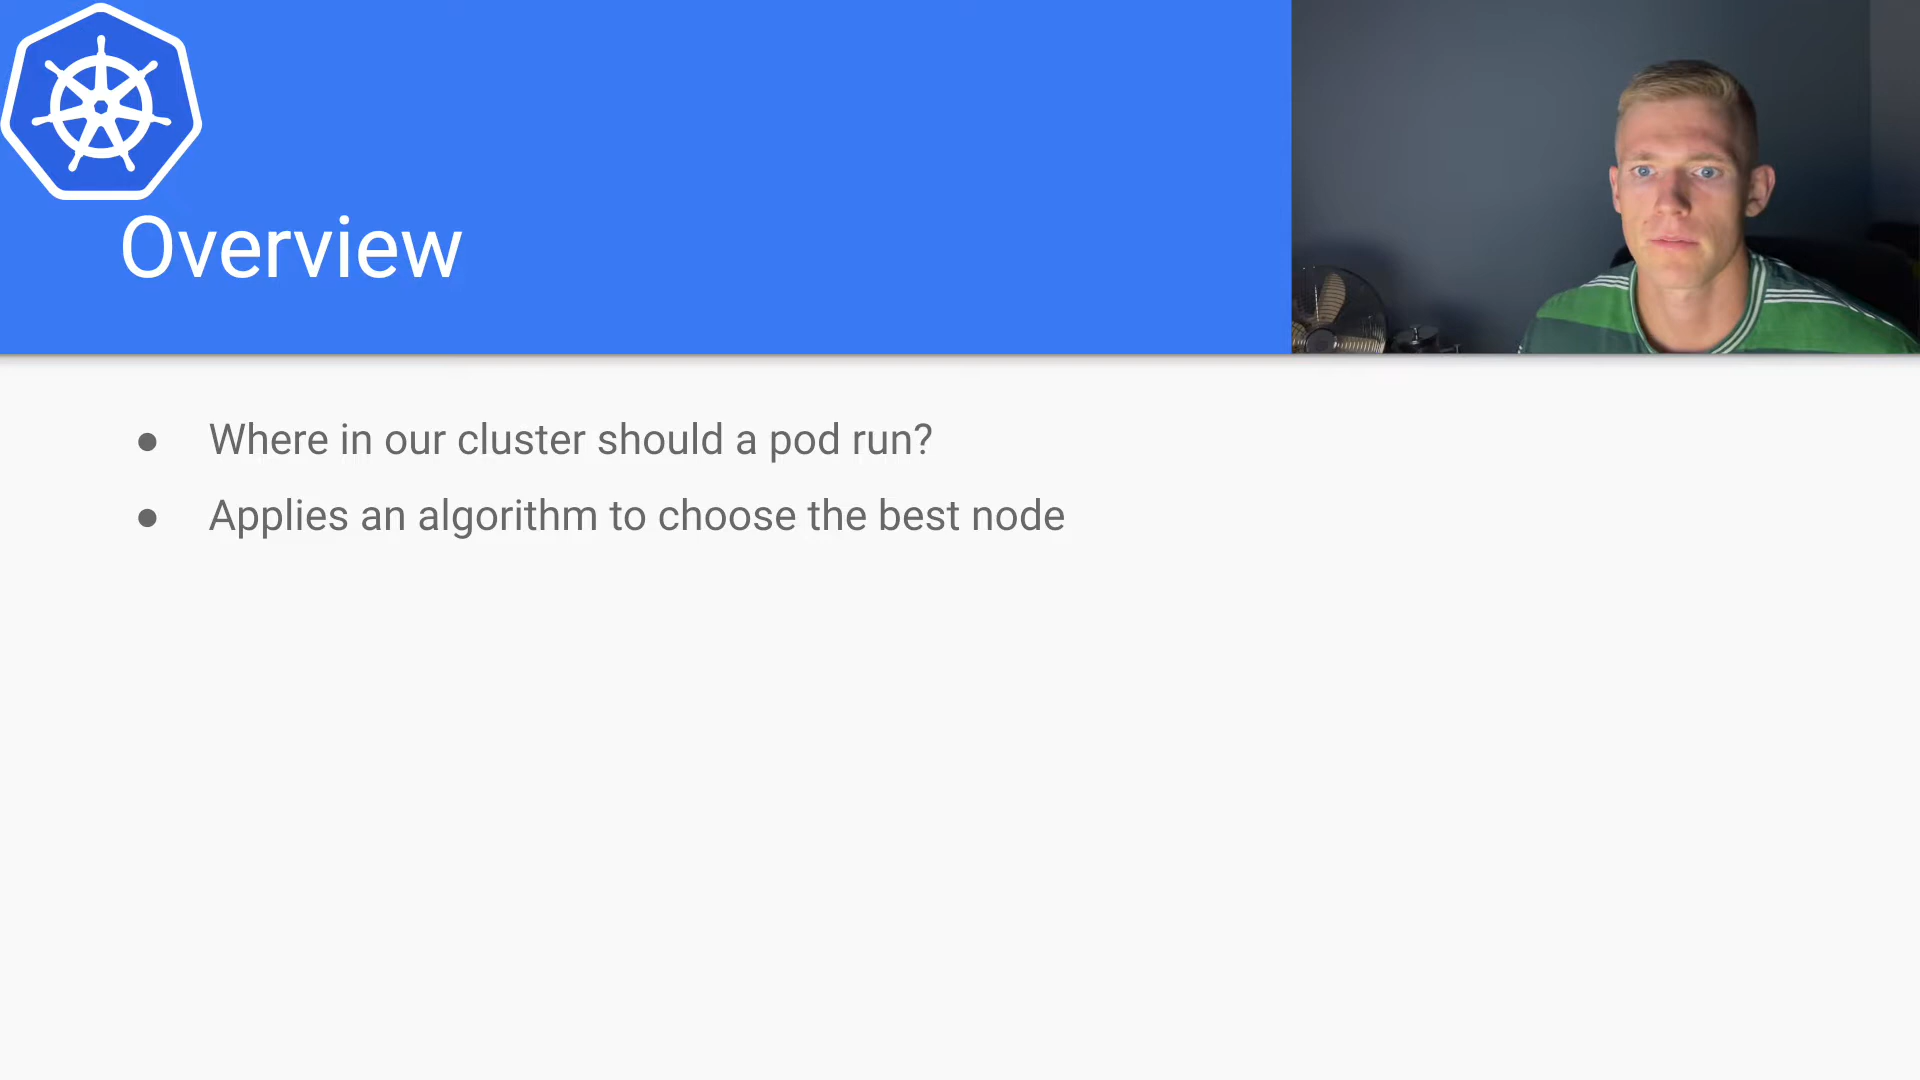 Overview
● Where in our cluster should a pod run?
● Applies an algorithm to choose the best node